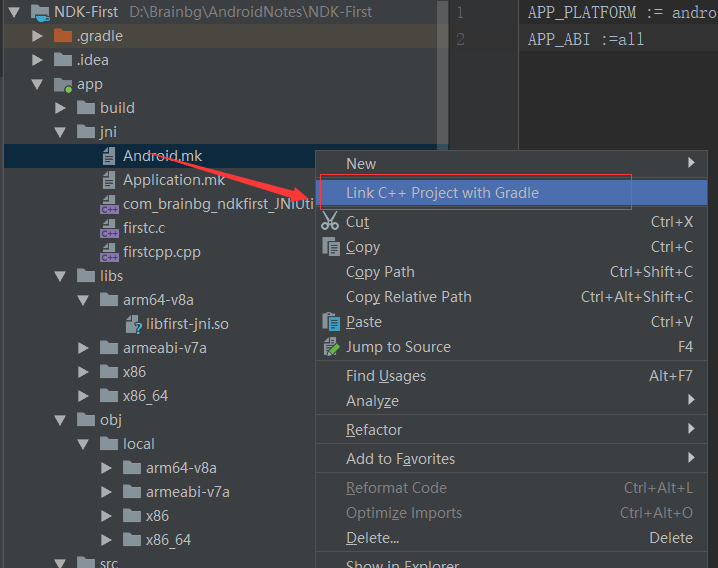 NDK-First D:\Brainbg\AndroidNotes\NDK-First
.gradle
.idea
app
build
jni
Android.mk
Application.mk
com_brainbg_ndkfirst_JNIUti
firstc.c
firstcpp.cpp
libs
arm64-v8a
libfirst-jni.so
armeabi-v7a
x86
x86_64
obj
local
arm64-v8a
armeabi-v7a
x86
x86_64
src
1 APP_PLATFORM := andro
2 APP_ABI :=all
New
Link C++ Project with Gradle
Cut Ctrl+X
Copy Ctrl+C
Copy Path Ctrl+Shift+C
Copy Relative Path Ctrl+Alt+Shift+C
Paste Ctrl+V
Jump to Source F4
Find Usages Alt+F7
Analyze
Refactor
Add to Favorites
Reformat Code Ctrl+Alt+L
Optimize Imports Ctrl+Alt+O
Delete... Delete
Show in Explorer